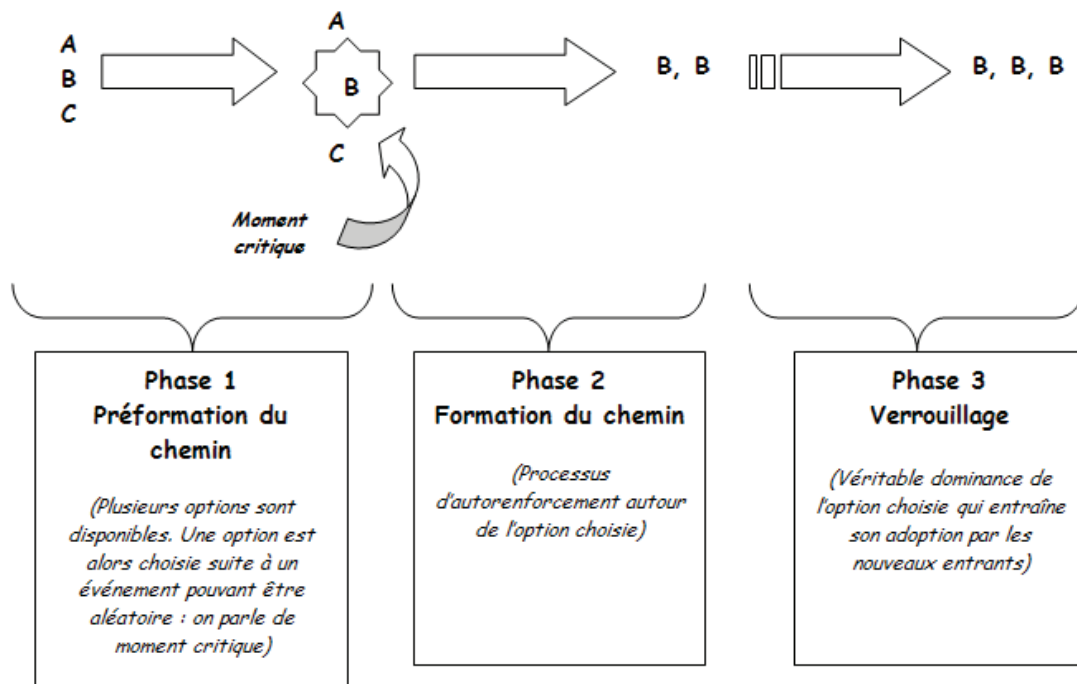 A
B
C
A
B
C
B, B
B, B, B
Moment
critique
Phase 1
Préformation du
chemin
(Plusieurs options sont
disponibles. Une option est
alors choisie suite à un
événement pouvant être
aléatoire : on parle de
moment critique)
Phase 2
Formation du chemin
(Processus
d'autorenforcement autour
de l'option choisie)
Phase 3
Verrouillage
(Véritable dominance de
l'option choisie qui entraîne
son adoption par les
nouveaux entrants)